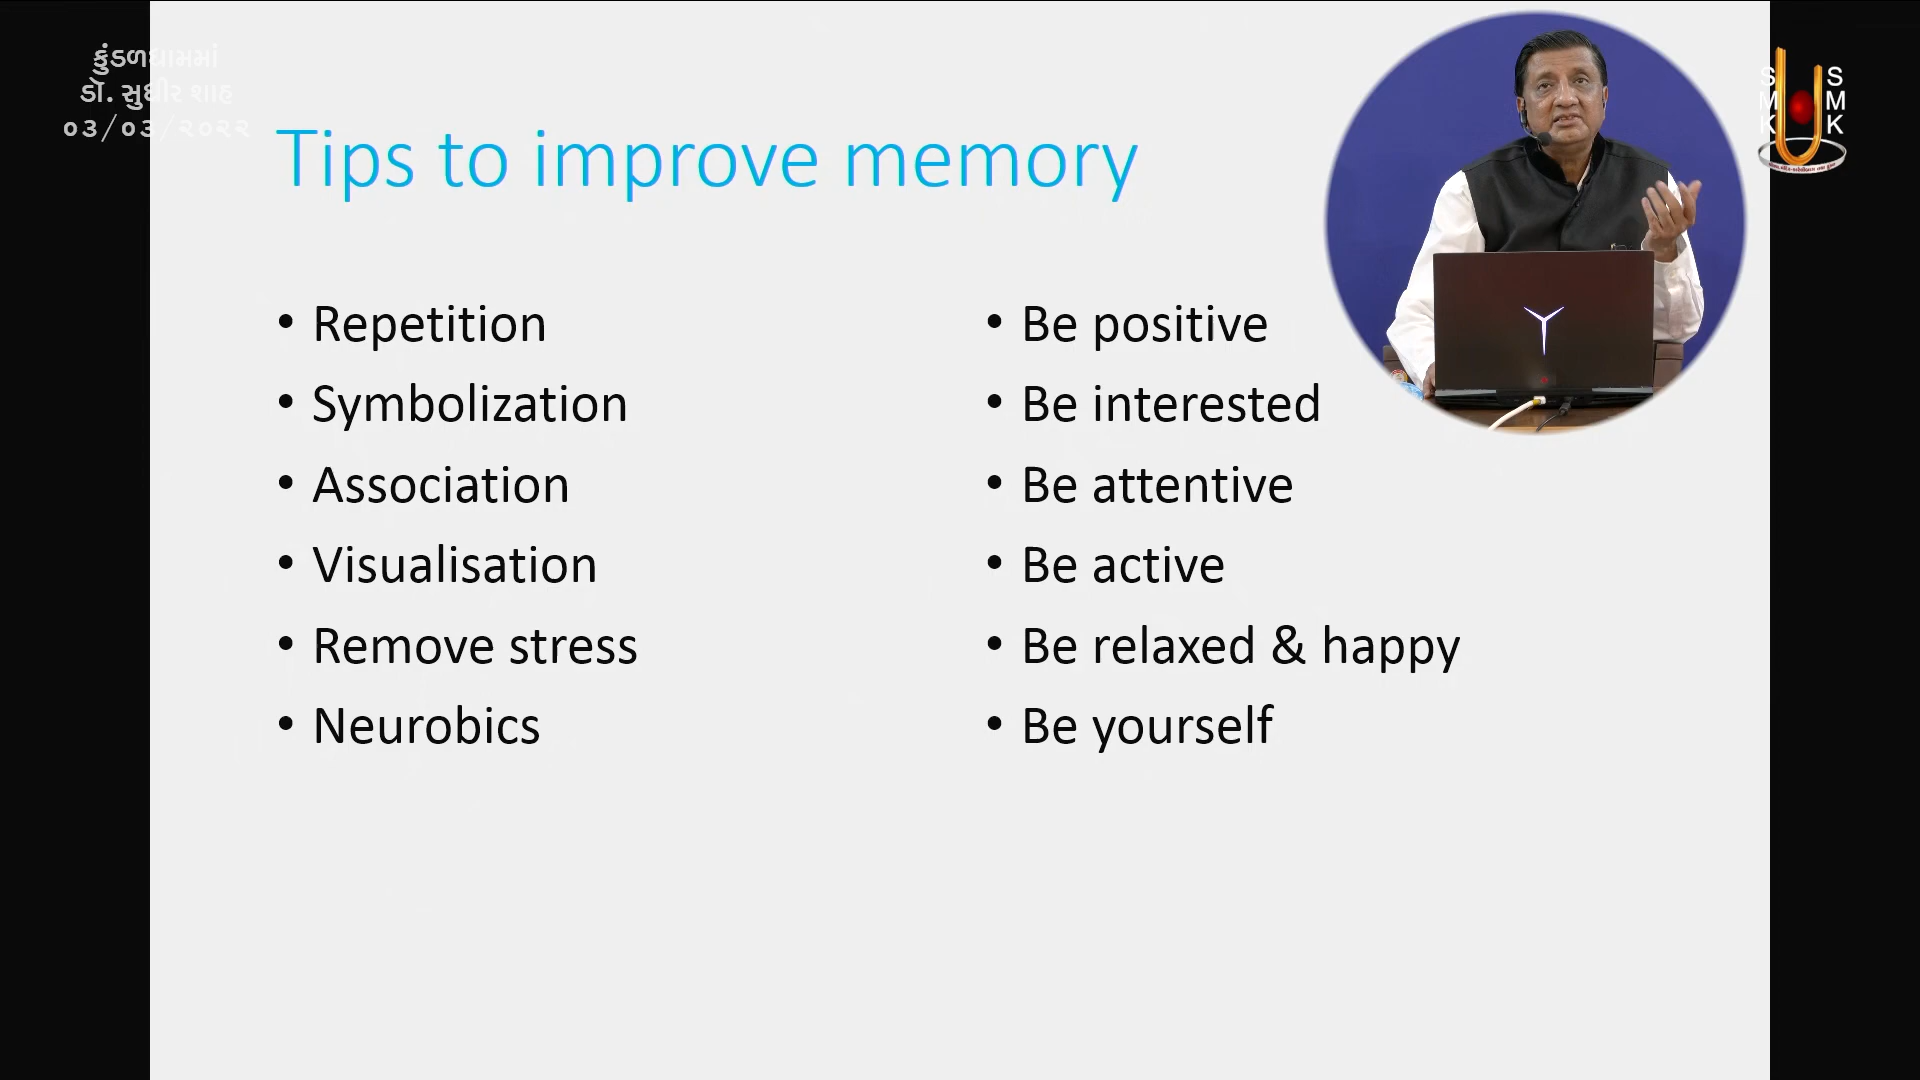 કુંડળધામમાં
ડૉ. સુધીર શાહ
૦૩/૦૩/૨૦૨૨
Tips to improve memory
• Repetition
• Symbolization
• Association
• Visualisation
• Remove stress
• Neurobics
• Be positive
• Be interested
• Be attentive
• Be active
• Be relaxed & happy
• Be yourself
S S
M M
K K